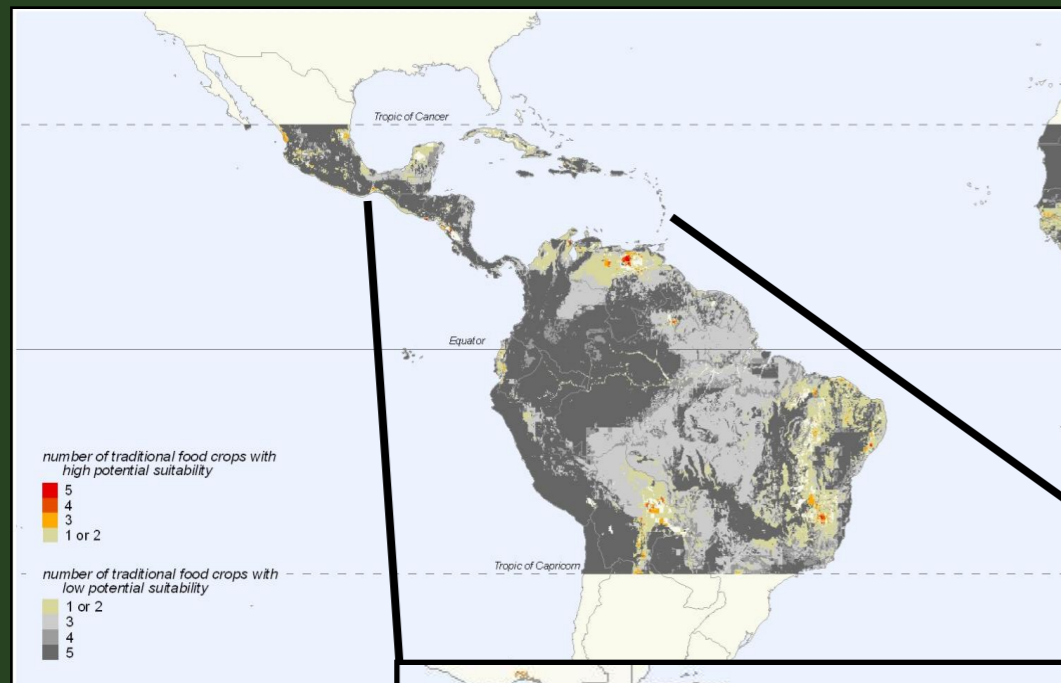 Tropic of Cancer
Equator
number of traditional food crops with
high potential suitability
5
4
3
1 or 2
Tropic of Capricorn
number of traditional food crops with
low potential suitability
1 or 2
3
4
5